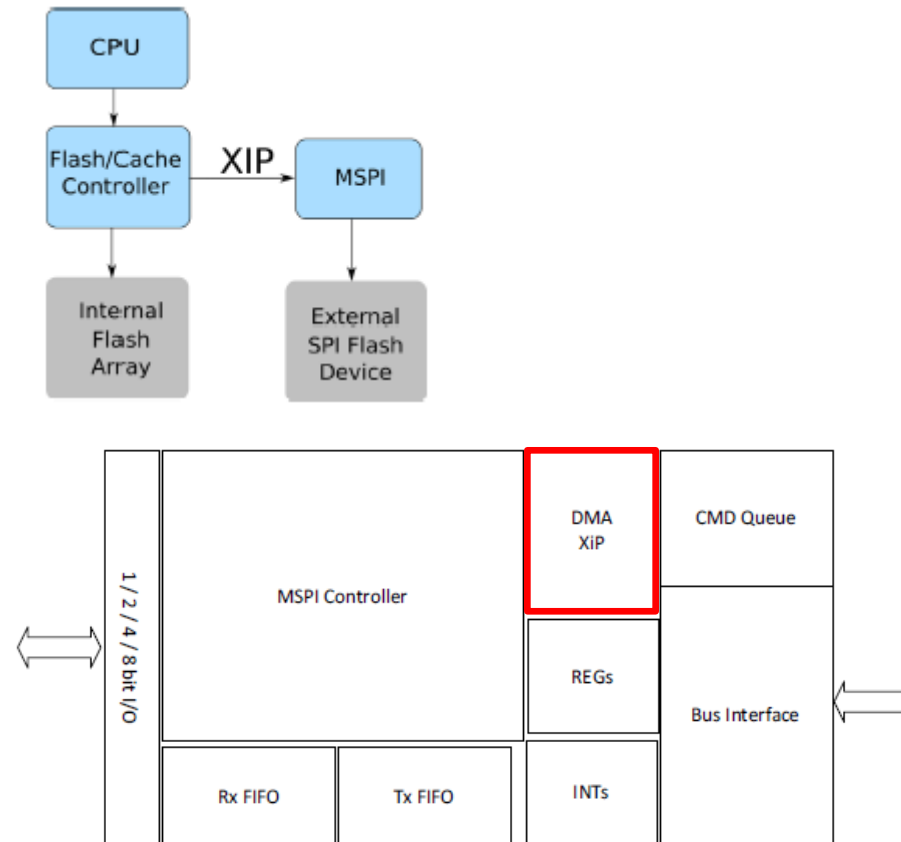 CPU
Flash/Cache
Controller
XIP
MSPI
Internal
Flash
Array
External
SPI Flash
Device
1 / 2 / 4 / 8 bit I/O
MSPI Controller
DMA
XiP
CMD Queue
REGs
Bus Interface
Rx FIFO
Tx FIFO
INTs